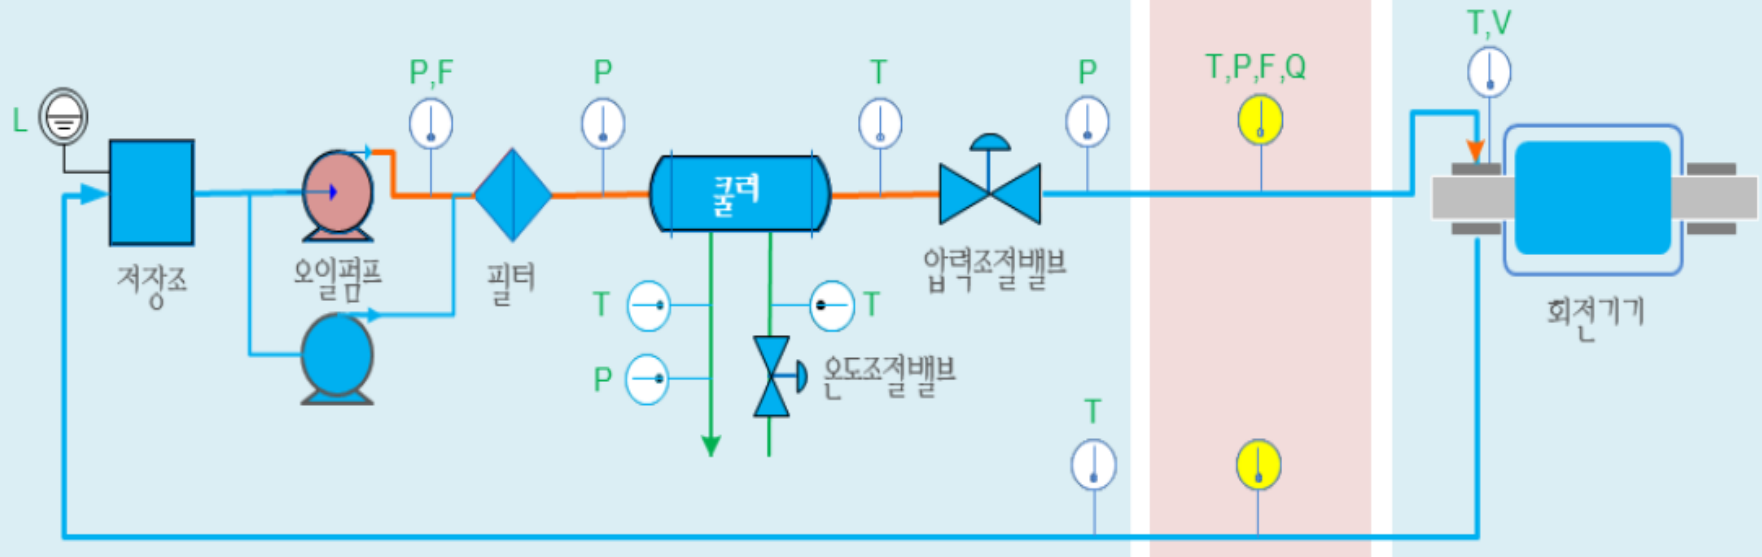 T,V
P,F
P
T
P
T,P,F,Q
L
쿨러
저장조
오일펌프
필터
압력조절밸브
회전기기
T
T
P
온도조절밸브
T